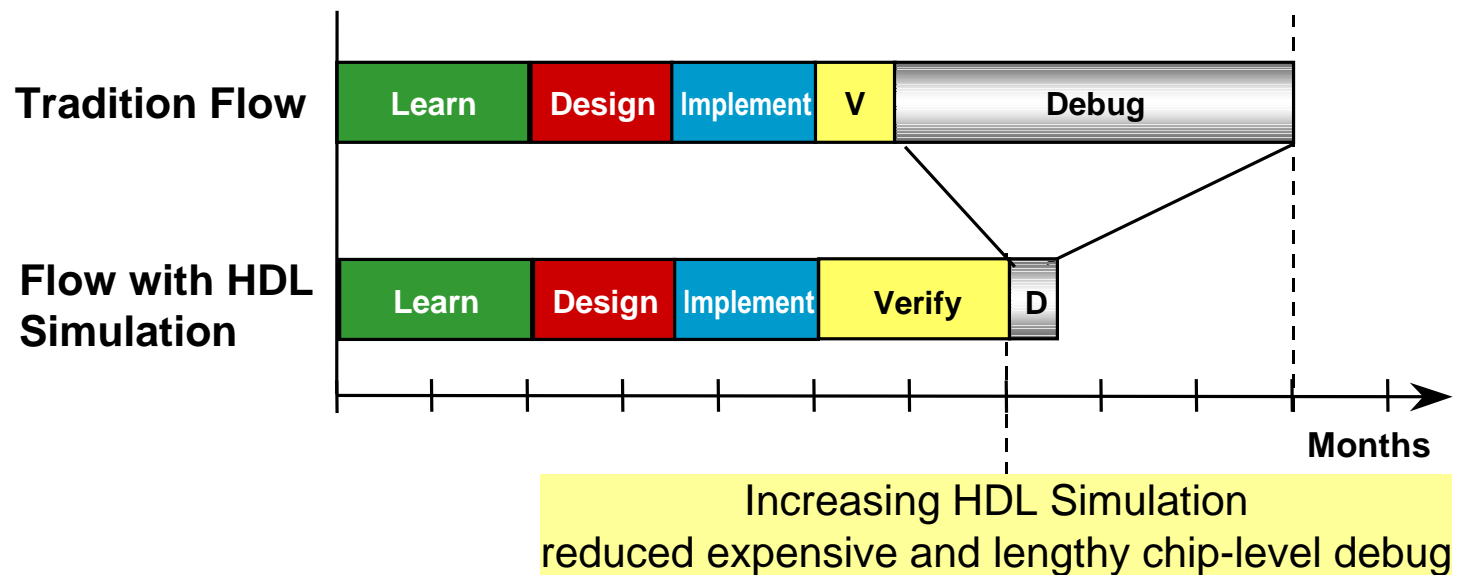 Tradition Flow
Learn
Design
Implement
V
Debug
Flow with HDL
Simulation
Learn
Design
Implement
Verify
D
Months
Increasing HDL Simulation
reduced expensive and lengthy chip-level debug